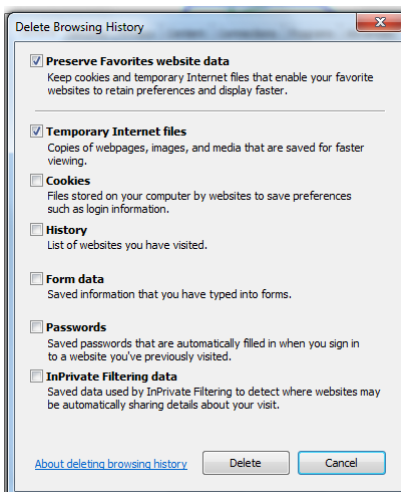 Delete Browsing History
Preserve Favorites website data
Keep cookies and temporary Internet files that enable your favorite
websites to retain preferences and display faster.
Temporary Internet files
Copies of webpages, images, and media that are saved for faster
viewing.
Cookies
Files stored on your computer by websites to save preferences
such as login information.
History
List of websites you have visited.
Form data
Saved information that you have typed into forms.
Passwords
Saved passwords that are automatically filled in when you sign in
to a website you've previously visited.
InPrivate Filtering data
Saved data used by InPrivate Filtering to detect where websites may
be automatically sharing details about your visit.
About deleting browsing history Delete Cancel